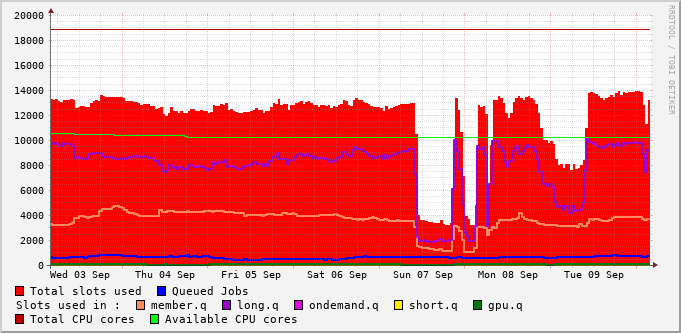 20000
18000
16000
14000
12000
10000
8000
6000
4000
2000
0
Wed 03 Sep Thu 04 Sep Fri 05 Sep Sat 06 Sep Sun 07 Sep Mon 08 Sep Tue 09 Sep
Total slots used Queued Jobs
Slots used in : member.q long.q ondemand.q short.q gpu.q
Total CPU cores Available CPU cores
RRDTOOL / TOBI OETIKER